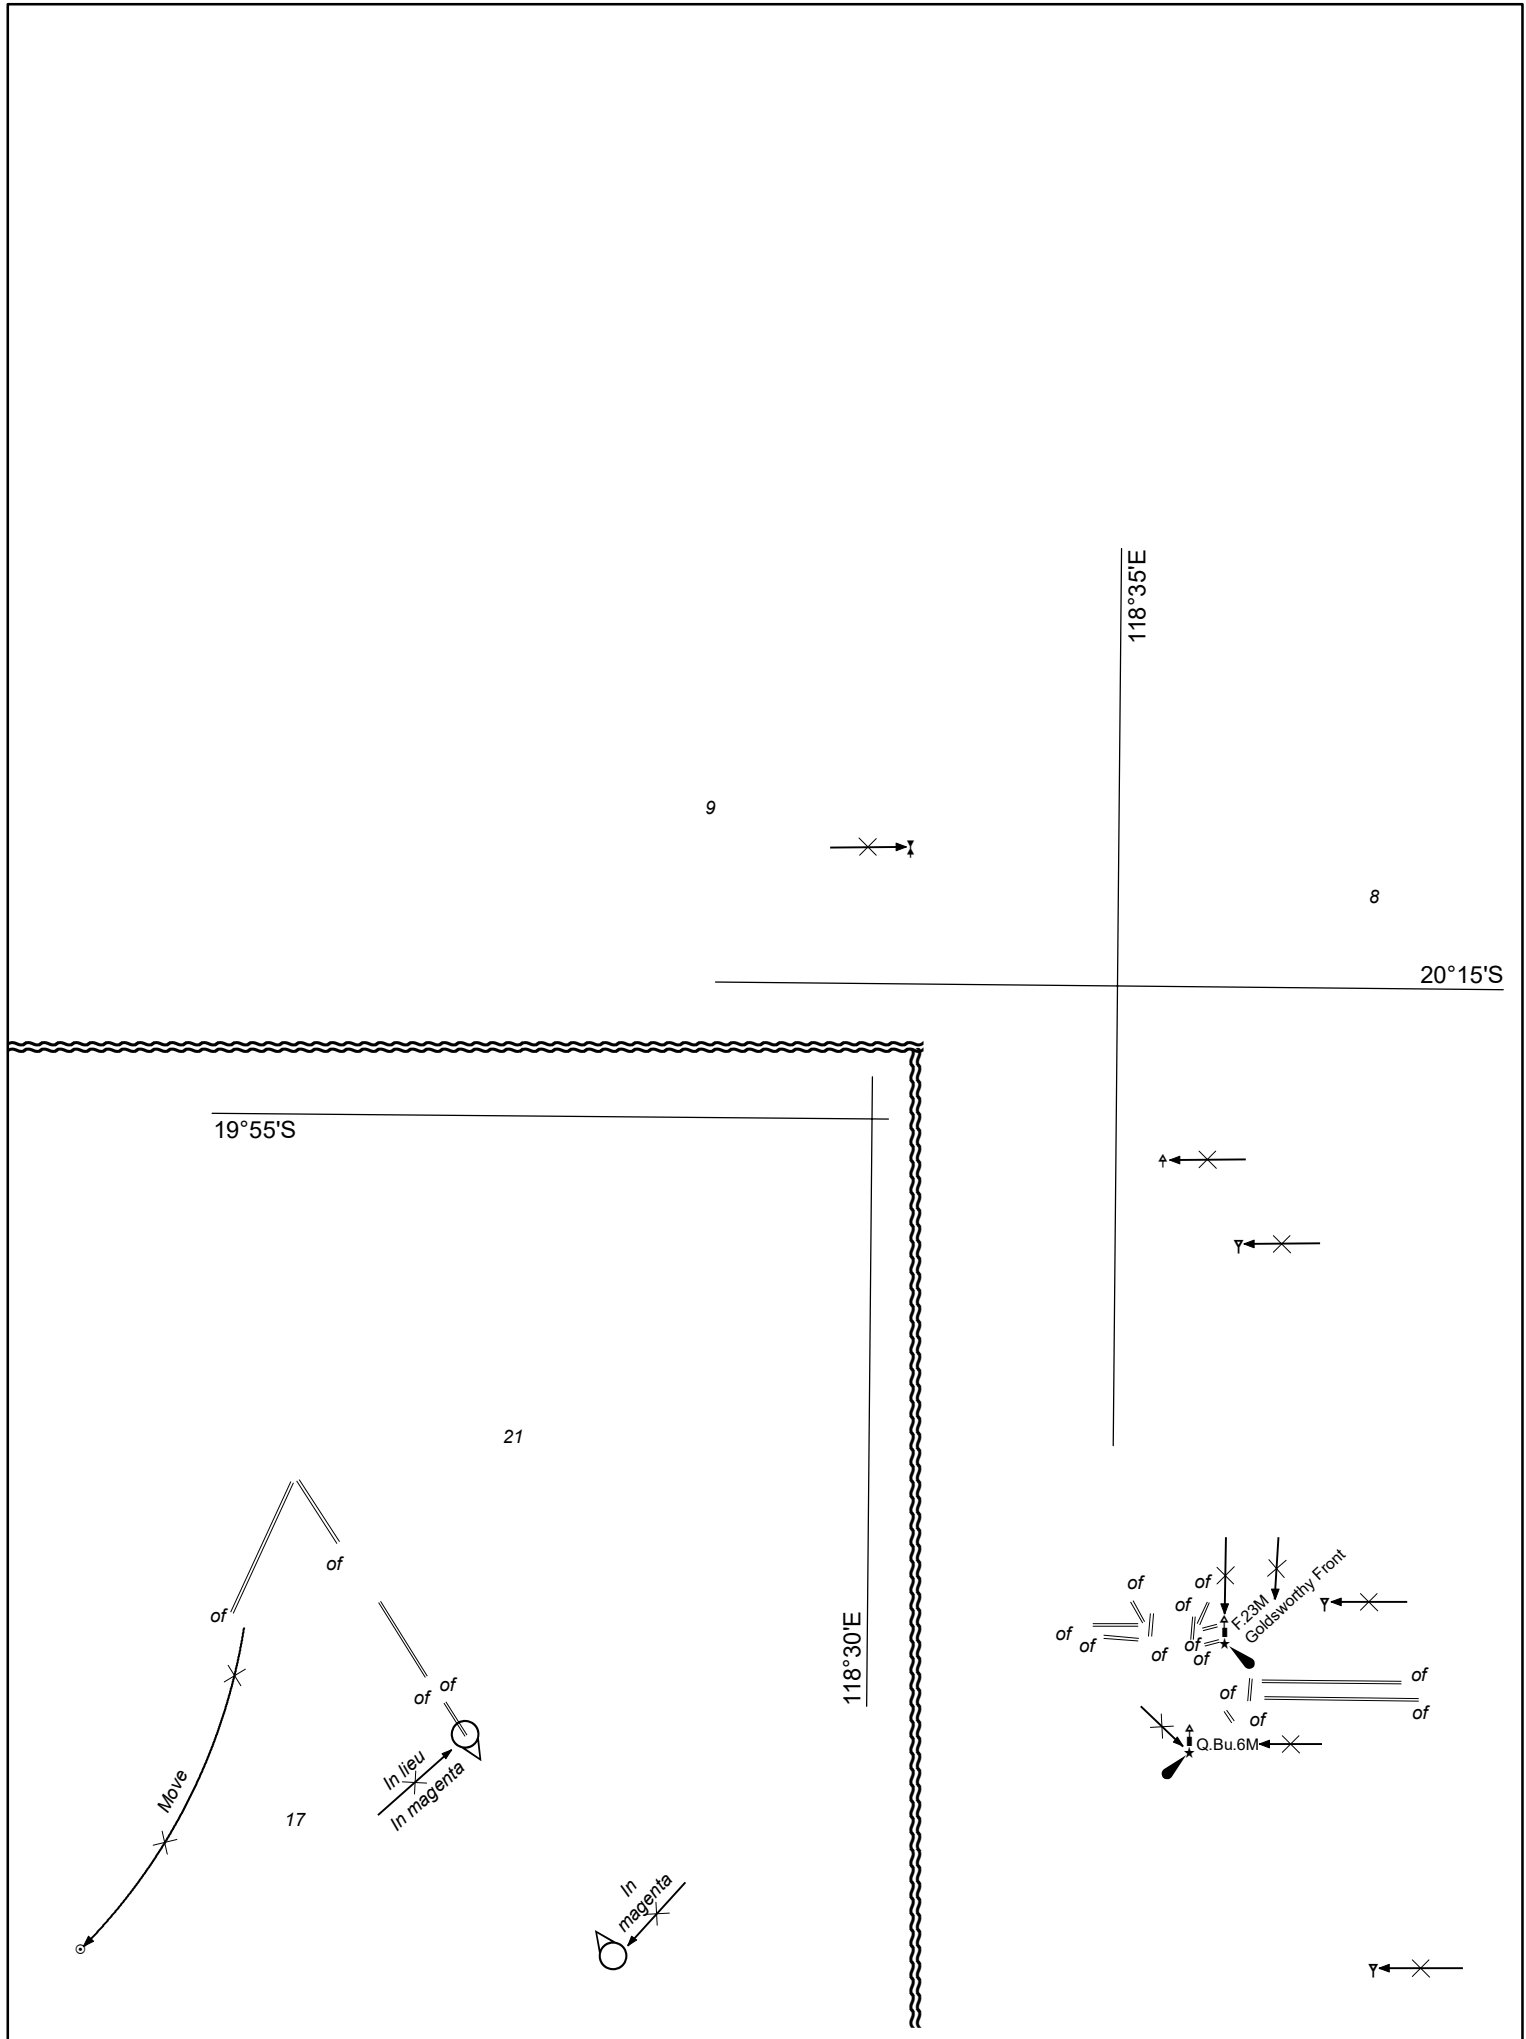 118°35'E
9
8
20°15'S
19°55'S
21
of
of
of
of
118°30'E
Move
In lieu
In magenta
17
In
magenta
of
of
of
of
of
of
of
of
F.23M
Goldsworthy Front
of
of
of
of
Q.Bu.6M